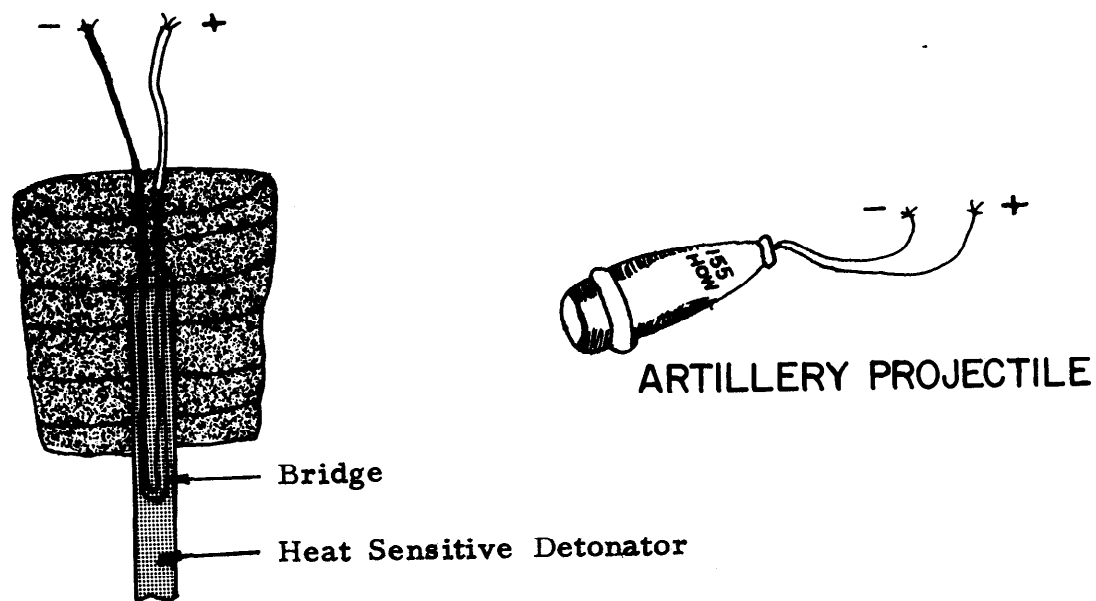 - +
- +
155
HOW
ARTILLERY PROJECTILE
Bridge
Heat Sensitive Detonator